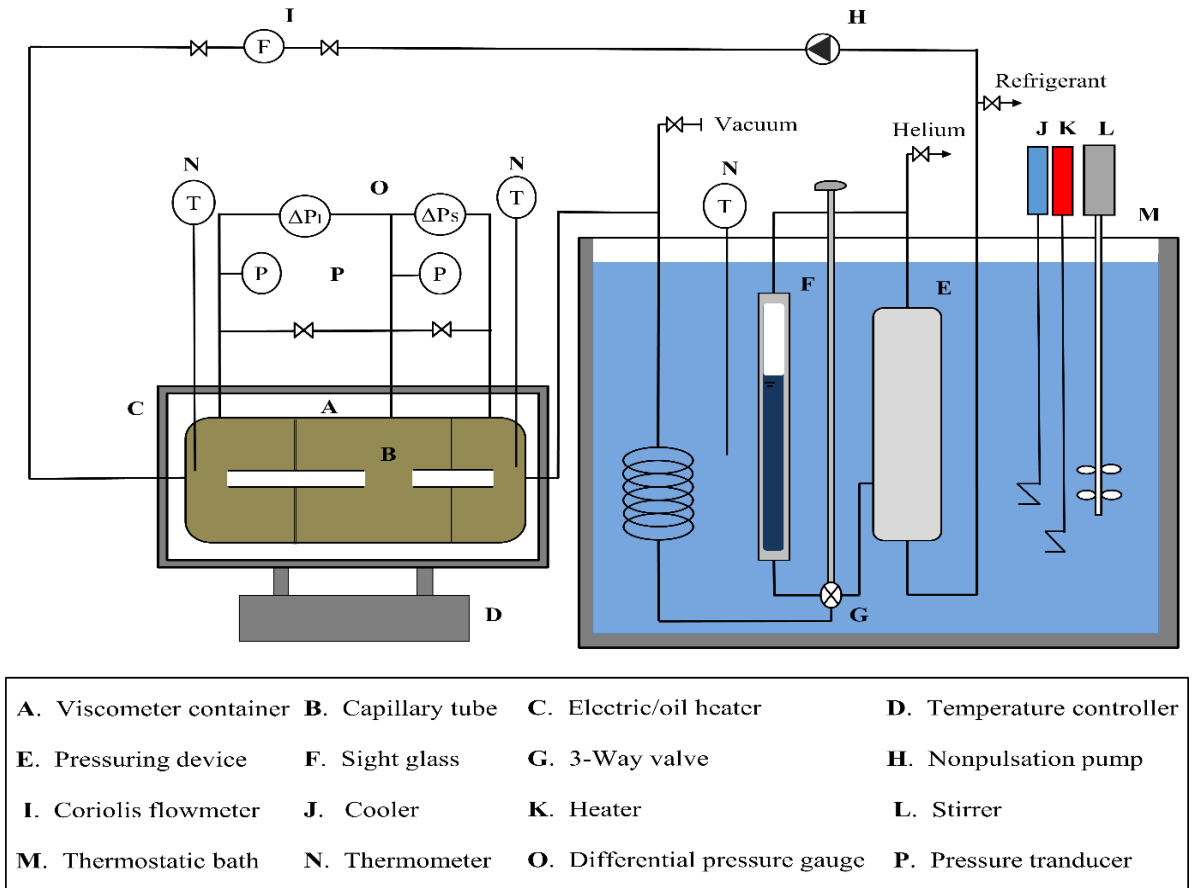 I
H
F
Refrigerant
Vacuum
Helium
J K L
N
N
O
N
M
T
ΔP1
ΔPS
T
T
P
P
P
F
E
C
A
B
G
D
A. Viscometer container B. Capillary tube C. Electric/oil heater D. Temperature controller
E. Pressuring device F. Sight glass G. 3-Way valve H. Nonpulsation pump
I. Coriolis flowmeter J. Cooler K. Heater L. Stirrer
M. Thermostatic bath N. Thermometer O. Differential pressure gauge P. Pressure tranducer